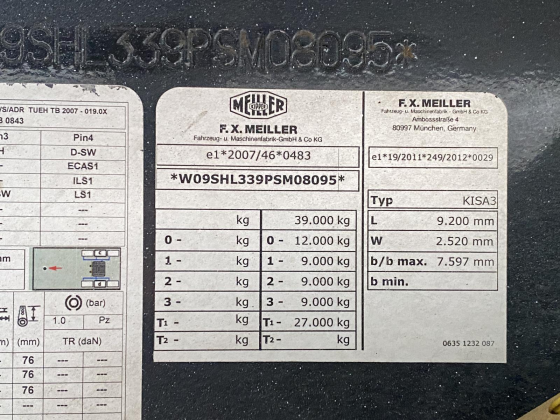 9SHL339PSM08095*
S/ADR TUEH TB 2007 - 019.0X
0843
Pin4
D-SW
ECAS1
ILS1
LS1
---
---
---
(bar)
1.0 Pz
(mm) TR (daN)
76 --- ---
76 --- ---
76 --- ---
--- --- ---
MEILLER
KIPPER
F.X. MEILLER
Fahrzeug- u. Maschinenfabrik-GmbH & Co KG
e1*2007/46*0483
*W09SHL339PSM08095*
kg 39.000 kg
0 - kg 0 - 12.000 kg
1 - kg 1 - 9.000 kg
2 - kg 2 - 9.000 kg
3 - kg 3 - 9.000 kg
T1 - kg T1 - 27.000 kg
T2 - kg T2 - kg
F.X. MEILLER
Fahrzeug- u. Maschinenfabrik - GmbH & Co KG
Ambossstraße 4
80997 München, Germany
e1*19/2011*249/2012*0029
Typ KISA3
L 9.200 mm
W 2.520 mm
b/b max. 7.597 mm
b min.
0635 1232 087